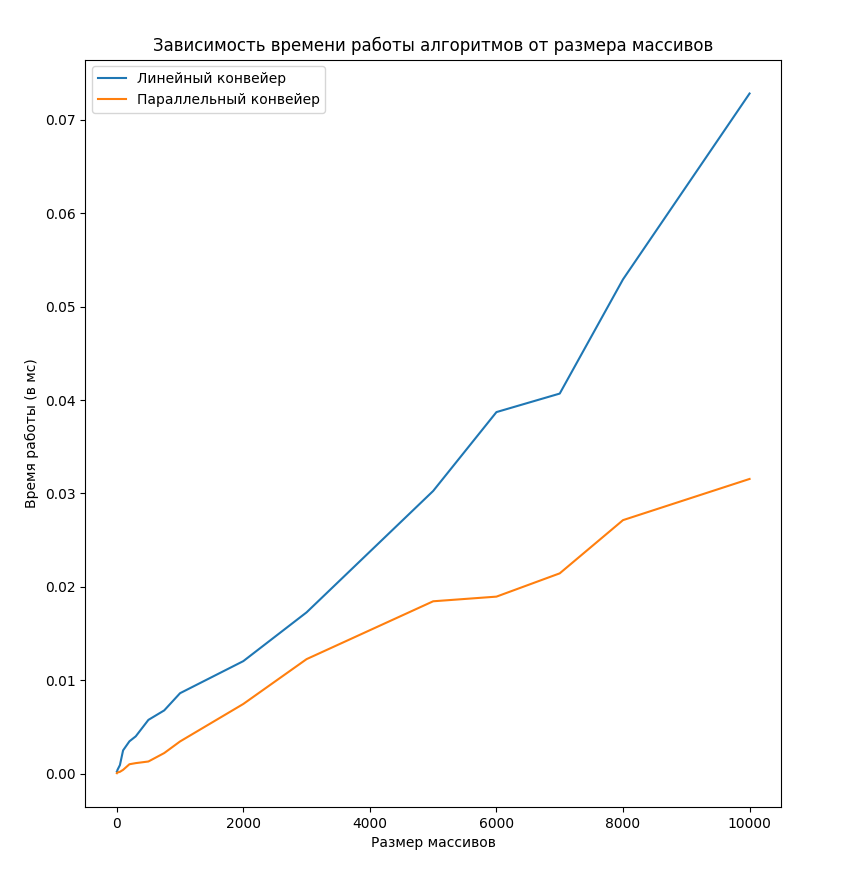 Зависимость времени работы алгоритмов от размера массивов
Линейный конвейер
Параллельный конвейер
0.07
0.06
0.05
0.04
0.03
0.02
0.01
0.00
Время работы (в мс)
0 2000 4000 6000 8000 10000
Размер массивов